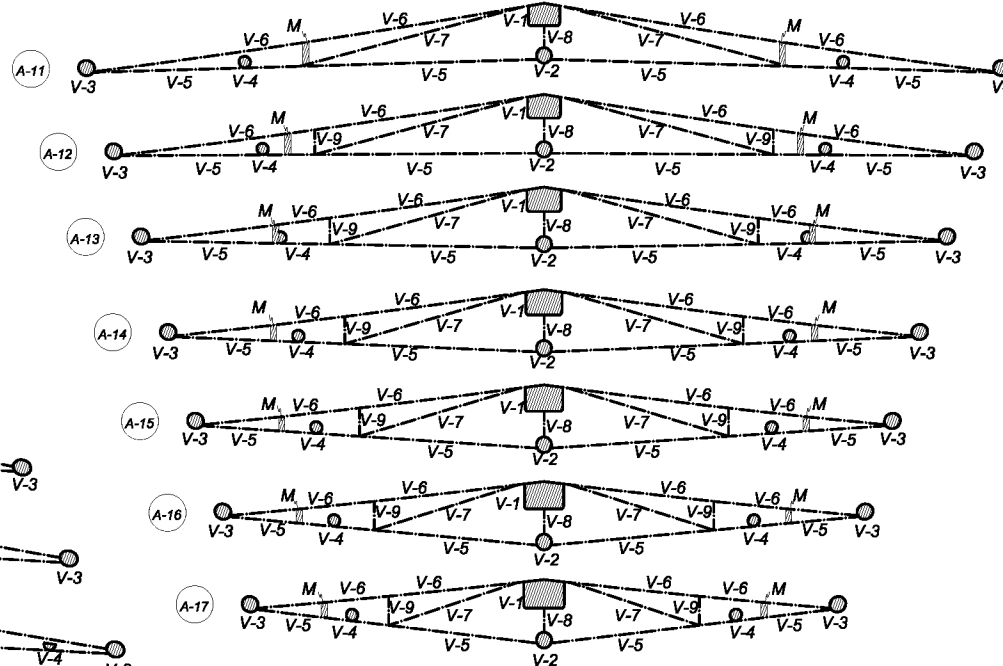 M V-6 V-1 V-6 M
V-6 V-7 V-8 V-7 V-6
A-11
V-3 V-5 V-4 V-5 V-2 V-5 V-4 V-5
M V-6 V-1 V-6 M
V-6 V-9 V-7 V-8 V-7 V-9 V-6
A-12
V-3 V-5 V-4 V-5 V-2 V-5 V-4 V-5 V-3
M V-6 V-6 V-1 V-6 V-6 M
A-13 V-9 V-7 V-8 V-7 V-9
V-3 V-5 V-4 V-5 V-2 V-5 V-4 V-5 V-3
M V-6 V-6 V-1 V-6 V-6 M
A-14 V-9 V-7 V-8 V-7 V-9
V-3 V-5 V-4 V-5 V-2 V-5 V-4 V-5 V-3
M V-6 V-6 V-1 V-6 V-6 M
A-15 V-9 V-7 V-8 V-7 V-9
V-3 V-5 V-4 V-5 V-2 V-5 V-4 V-5 V-3
V-3
M V-6 V-6 V-1 V-6 V-6 M
A-16 V-9 V-7 V-8 V-7 V-9
V-3 V-5 V-4 V-5 V-2 V-5 V-4 V-5 V-3
V-3
M V-6 V-6 V-1 V-6 V-6 M
A-17 V-9 V-7 V-8 V-7 V-9
V-3 V-5 V-4 V-5 V-2 V-5 V-4 V-5 V-3
V-4